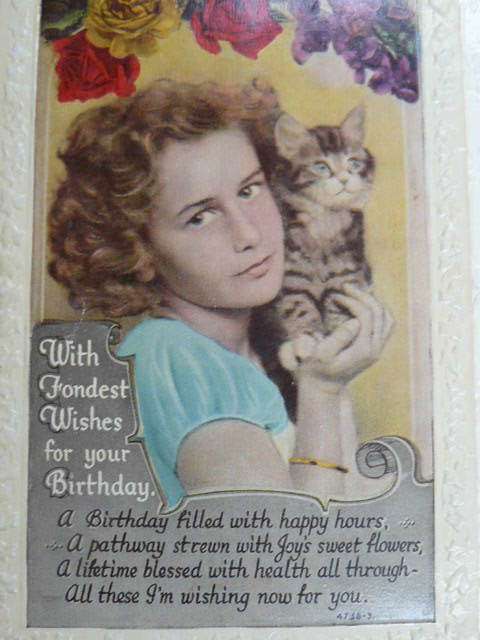 With
Fondest
Wishes
for your
Birthday.
A Birthday filled with happy hours,
A pathway strewn with Joy's sweet flowers,
A lifetime blessed with health all through-
All these I'm wishing now for you.